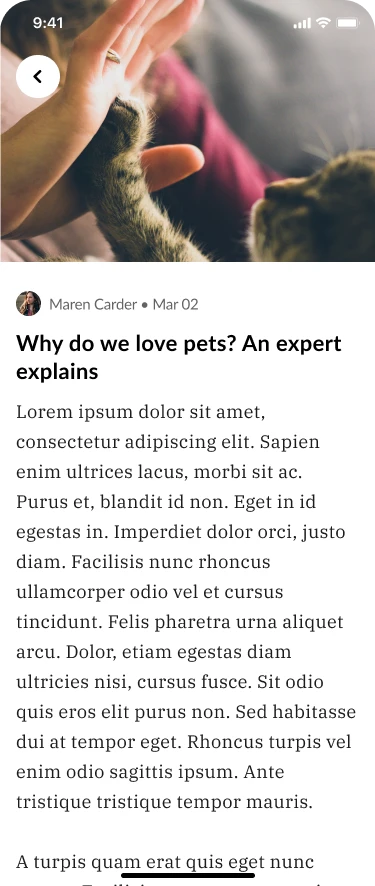 9:41
Maren Carder • Mar 02
Why do we love pets? An expert
explains
Lorem ipsum dolor sit amet,
consectetur adipiscing elit. Sapien
enim ultrices lacus, morbi sit ac.
Purus et, blandit id non. Eget in id
egestas in. Imperdiet dolor orci, justo
diam. Facilisis nunc rhoncus
ullamcorper odio vel et cursus
tincidunt. Felis pharetra urna aliquet
arcu. Dolor, etiam egestas diam
ultricies nisi, cursus fusce. Sit odio
quis eros elit purus non. Sed habitasse
dui at tempor eget. Rhoncus turpis vel
enim odio sagittis ipsum. Ante
tristique tristique tempor mauris.
A turpis quam erat quis eget nunc